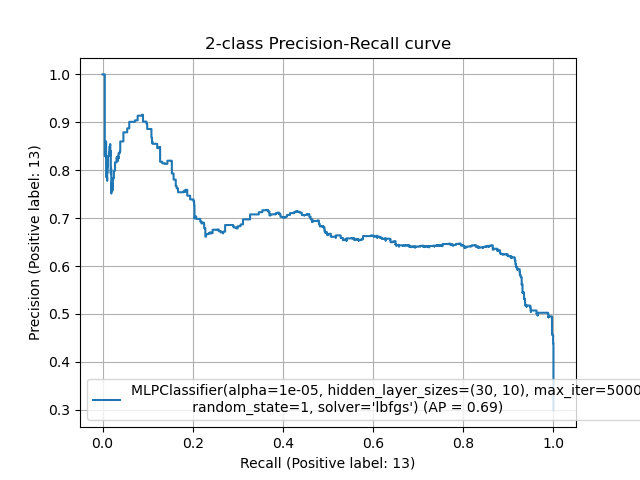 2-class Precision-Recall curve
1.0
0.9
0.8
0.7
0.6
0.5
0.4
0.3
Precision (Positive label: 13)
MLPClassifier(alpha=1e-05, hidden_layer_sizes=(30, 10), max_iter=5000
random_state=1, solver='lbfgs') (AP = 0.69)
0.0 0.2 0.4 0.6 0.8 1.0
Recall (Positive label: 13)